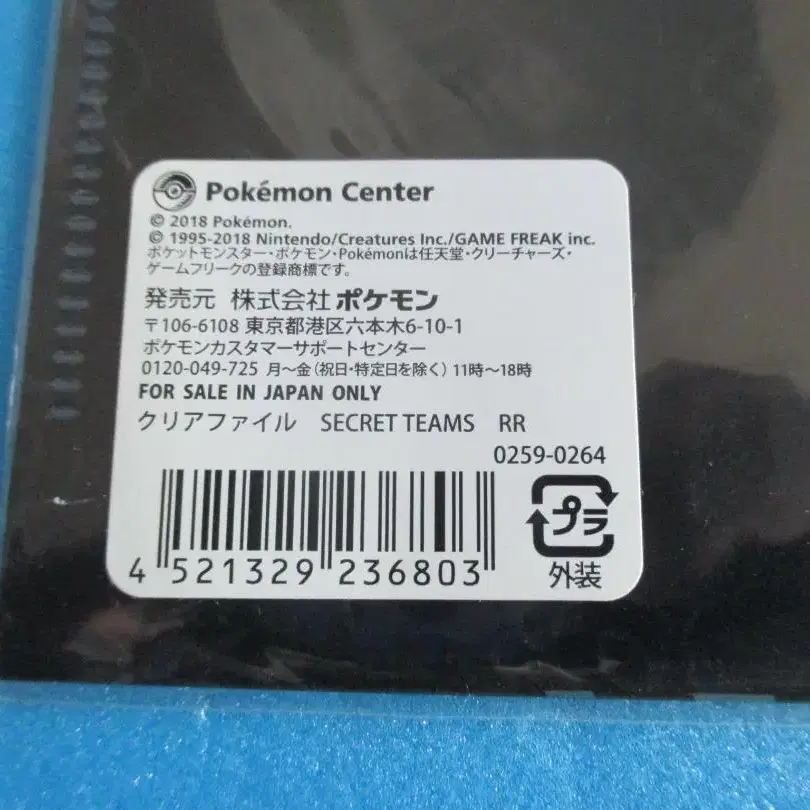 Pokémon Center
© 2018 Pokémon.
© 1995-2018 Nintendo/Creatures Inc./GAME FREAK inc.
ポケットモンスター・ポケモン・Pokémonは任天堂・クリーチャーズ・
ゲームフリークの登録商標です。
発売元 株式会社ポケモン
〒106-6108 東京都港区六本木6-10-1
ポケモンカスタマーサポートセンター
0120-049-725 月〜金(祝日・特定日を除く) 11時〜18時
FOR SALE IN JAPAN ONLY
クリアファイル SECRET TEAMS RR
0259-0264
4 521329 236803
プラ
外装